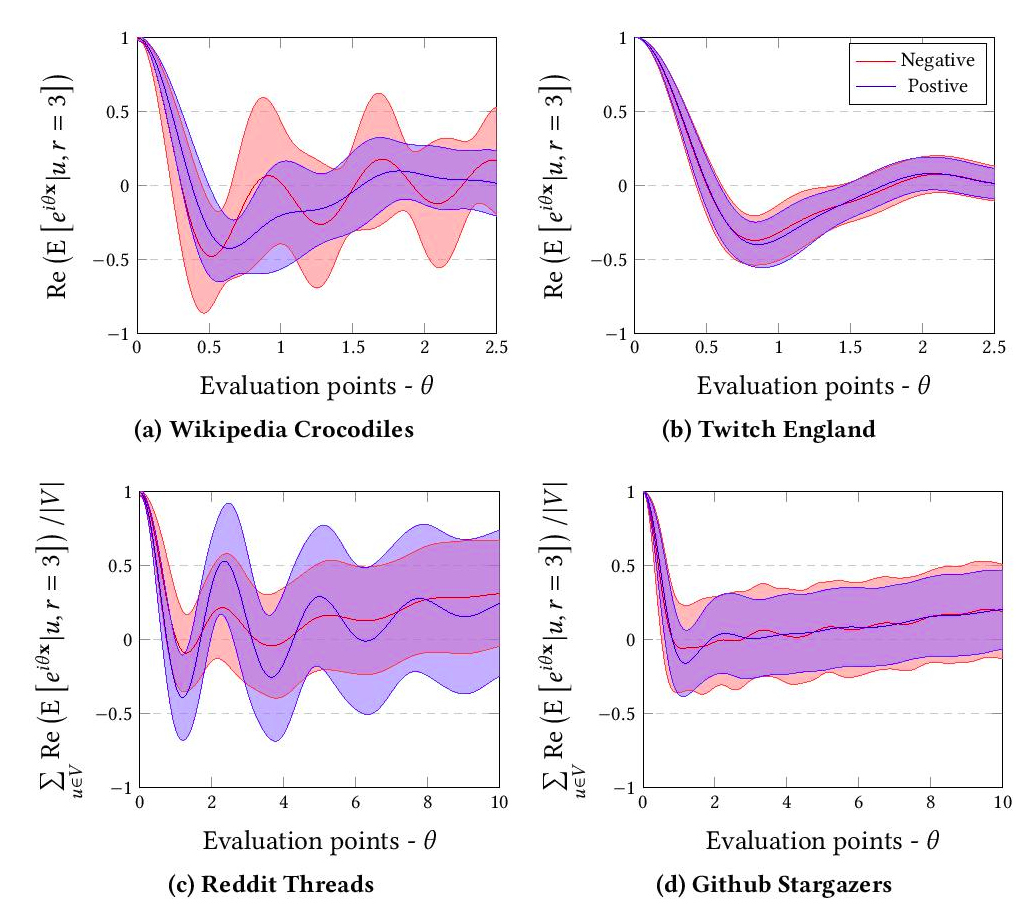 1
0.5
0
−0.5
−1
0 0.5 1 1.5 2 2.5
Re (E [e^{iθx}|u, r = 3])
Evaluation points - θ
(a) Wikipedia Crocodiles
1
0.5
0
−0.5
−1
0 0.5 1 1.5 2 2.5
Re (E [e^{iθx}|u, r = 3])
Negative
Postive
Evaluation points - θ
(b) Twitch England
1
0.5
0
−0.5
−1
0 2 4 6 8 10
∑_{u∈V} Re (E [e^{iθx}|u, r = 3]) /|V|
Evaluation points - θ
(c) Reddit Threads
1
0.5
0
−0.5
−1
0 2 4 6 8 10
∑_{u∈V} Re (E [e^{iθx}|u, r = 3]) /|V|
Evaluation points - θ
(d) Github Stargazers